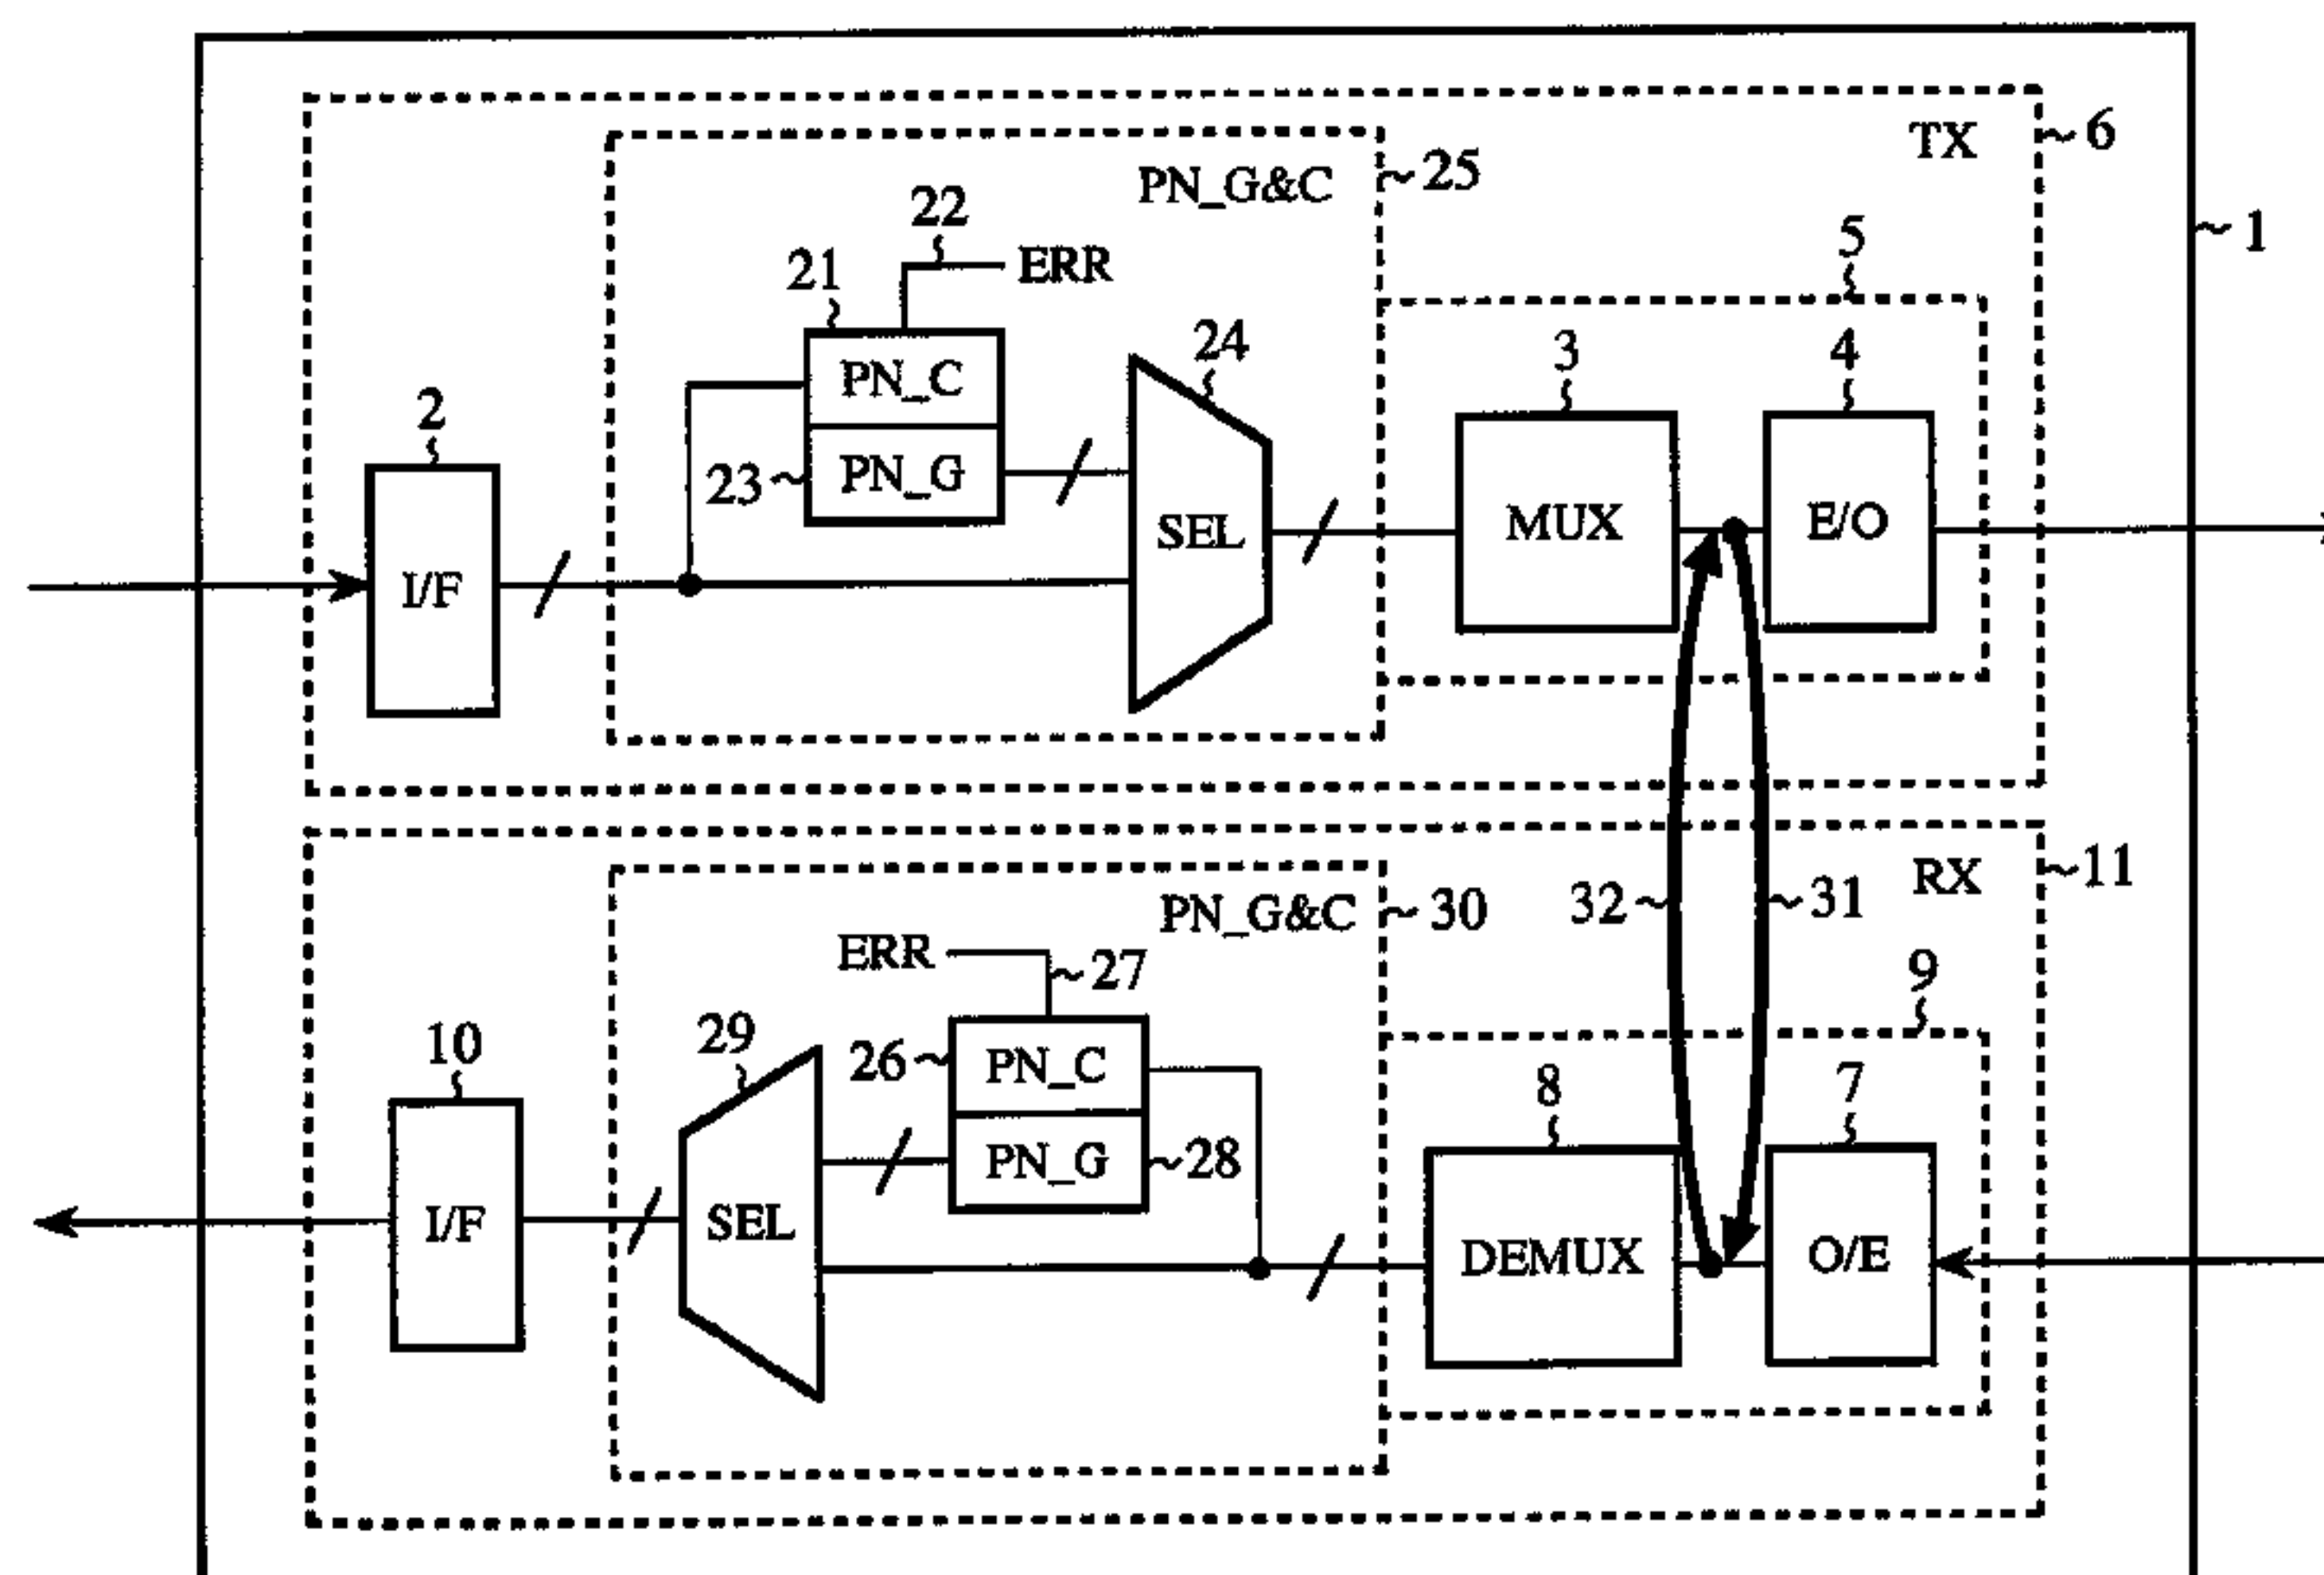 TX
6
PN_G&C
25
22
1
21
ERR
5
24
3
4
2
PN_C
23
PN_G
SEL
MUX
E/O
I/F
RX
11
32
31
PN_G&C
30
ERR
27
9
29
10
26
PN_C
8
7
PN_G
28
I/F
SEL
DEMUX
O/E